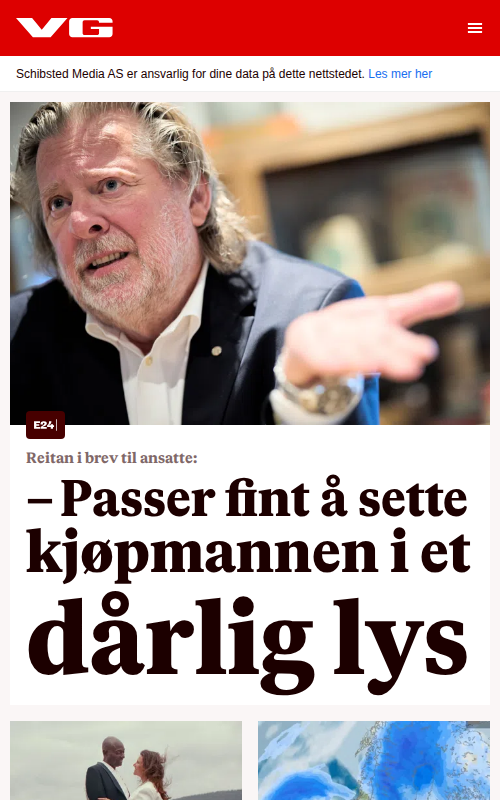 VG
Schibsted Media AS er ansvarlig for dine data på dette nettstedet. Les mer her
E24
Reitan i brev til ansatte:
– Passer fint å sette
kjøpmannen i et
dårlig lys